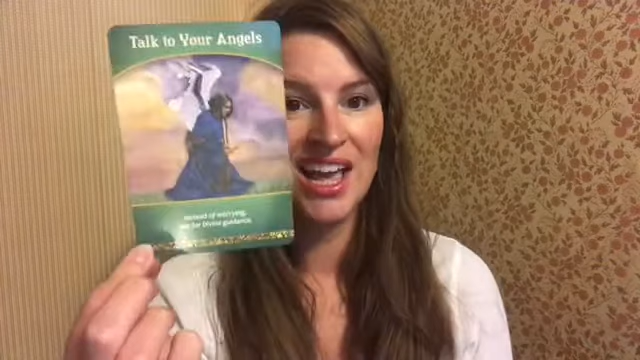 Talk to Your Angels
Instead of worrying,
ask for Divine guidance.